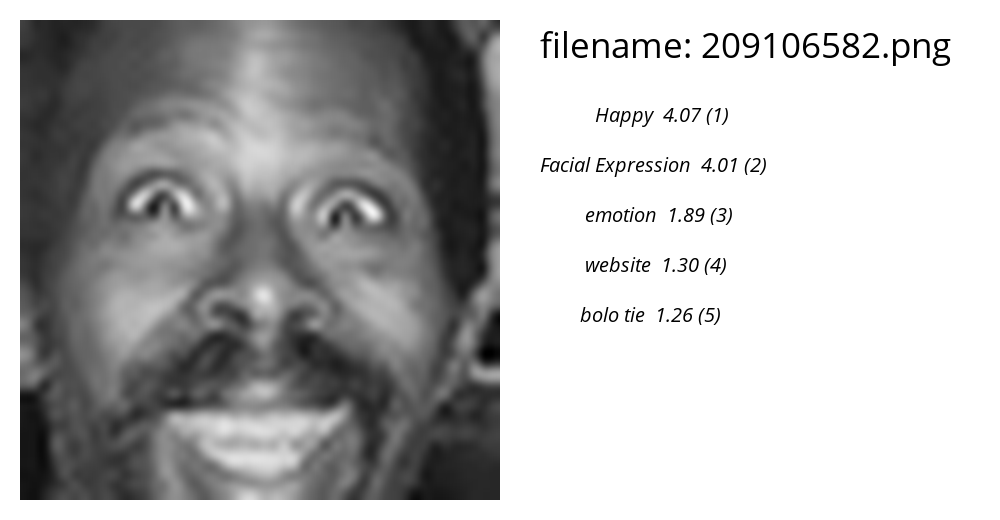 filename: 209106582.png
Happy 4.07 (1)
Facial Expression 4.01 (2)
emotion 1.89 (3)
website 1.30 (4)
bolo tie 1.26 (5)